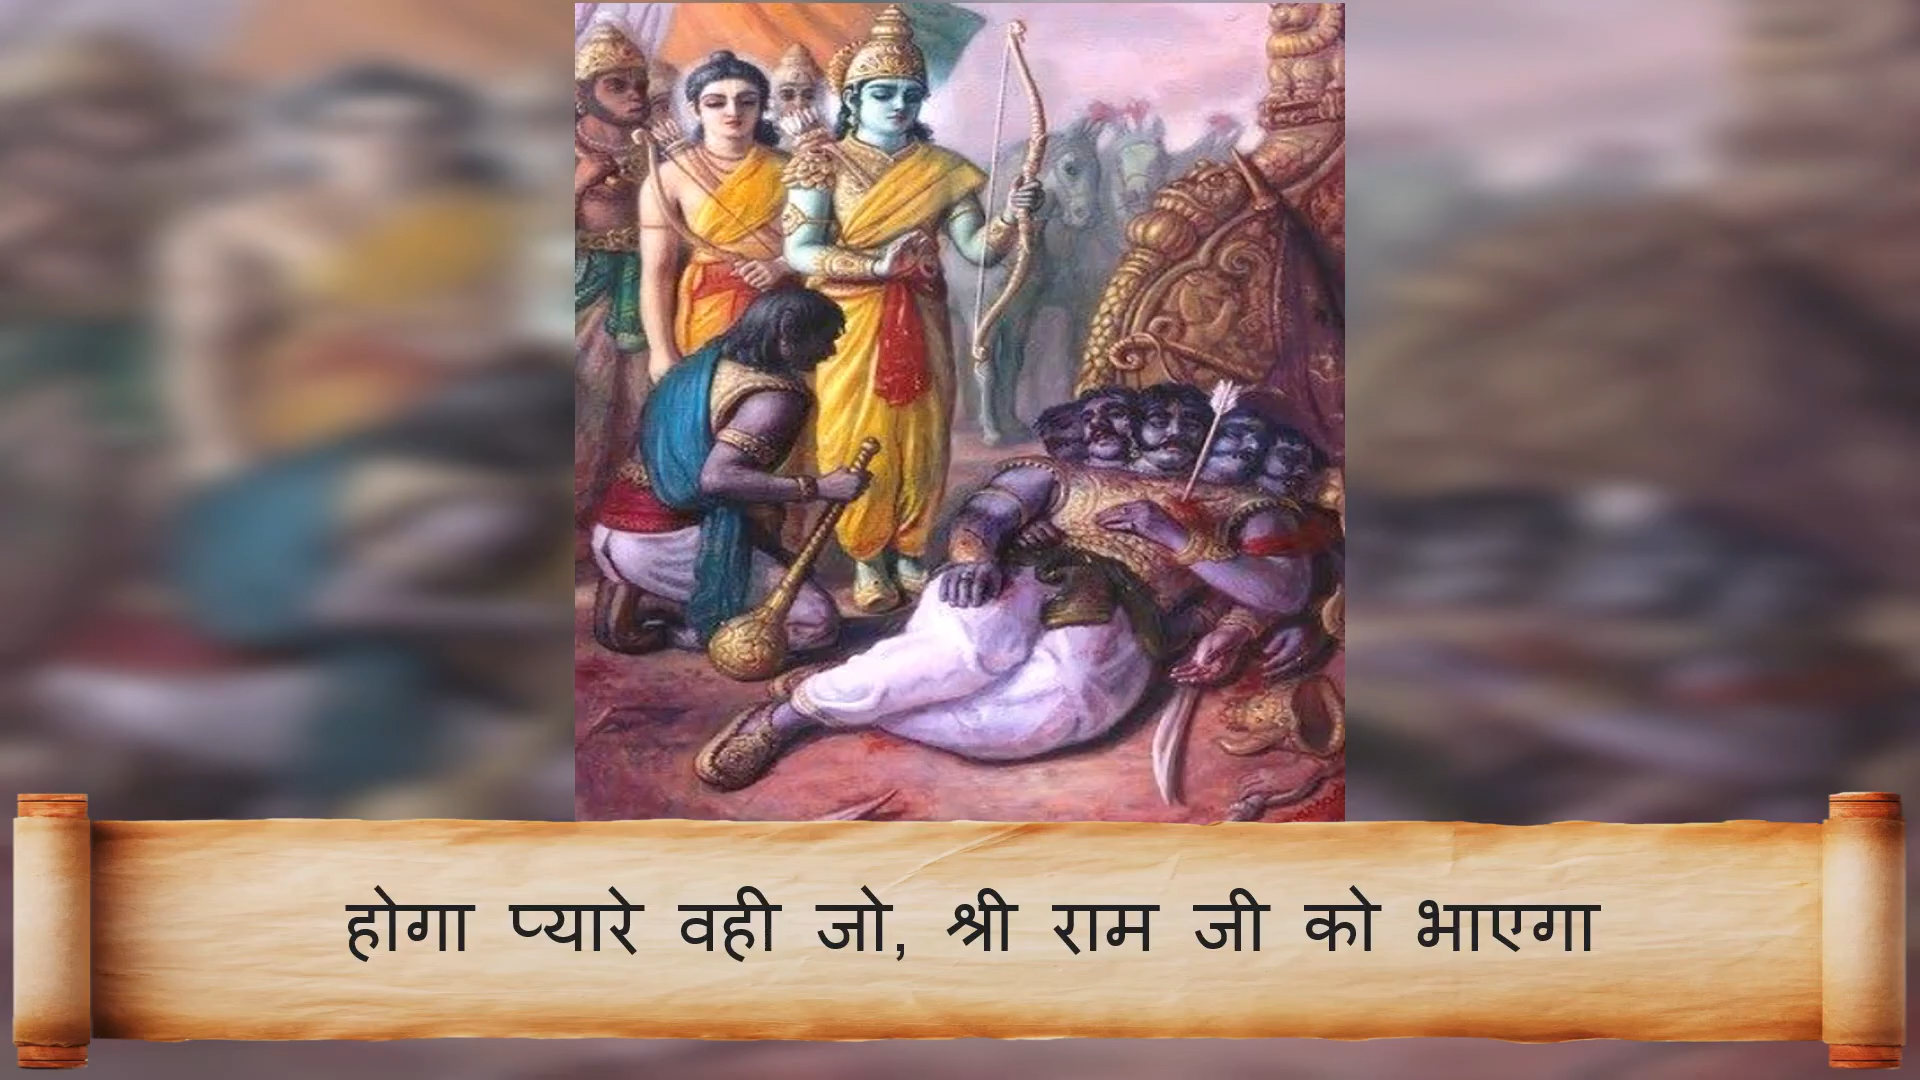 होगा प्यारे वही जो, श्री राम जी को भाएगा